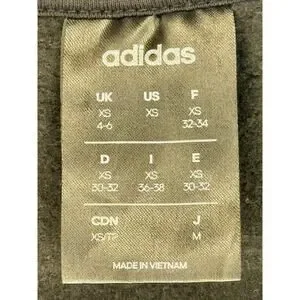 adidas
UK US F
XS XS XS
4-6 32-34
D I E
XS XS XS
30-32 36-38 30-32
CDN J
XS/TP M
MADE IN VIETNAM